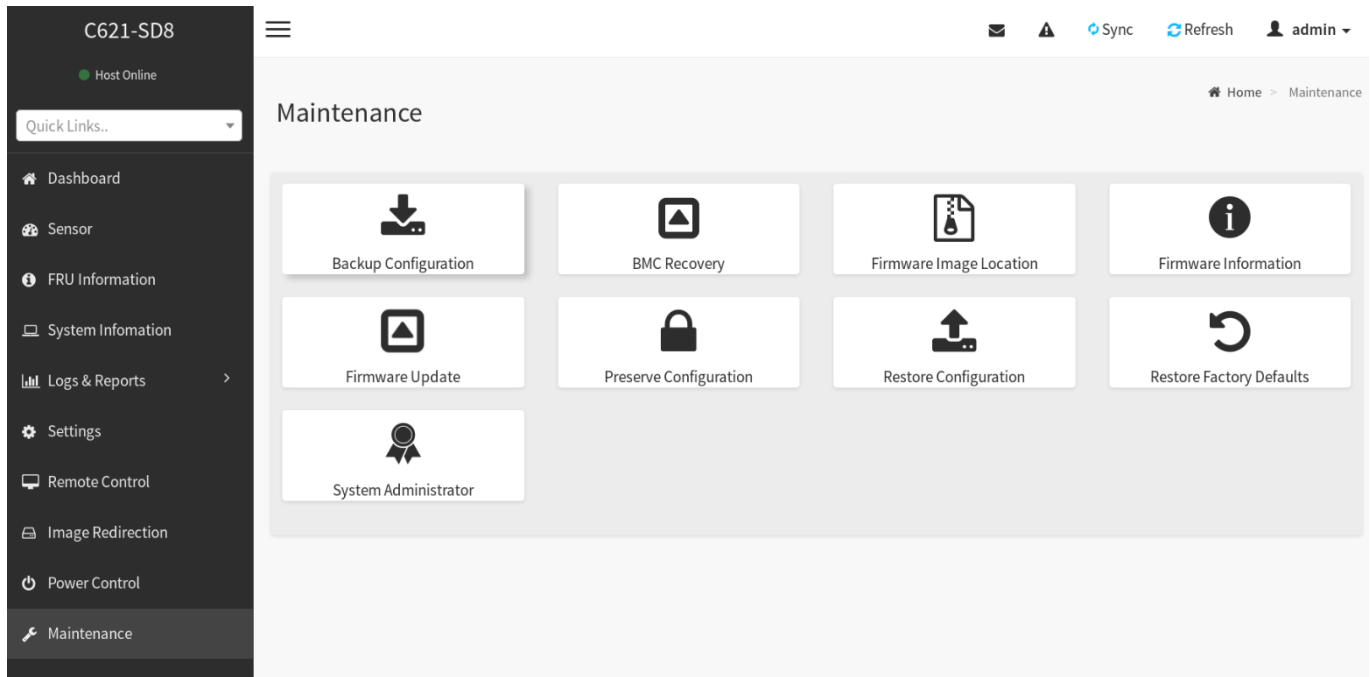 C621-SD8
Host Online
Quick Links..
Dashboard
Sensor
FRU Information
System Infomation
Logs & Reports
Settings
Remote Control
Image Redirection
Power Control
Maintenance
Sync Refresh admin
Home > Maintenance
Maintenance
Backup Configuration BMC Recovery Firmware Image Location Firmware Information
Firmware Update Preserve Configuration Restore Configuration Restore Factory Defaults
System Administrator